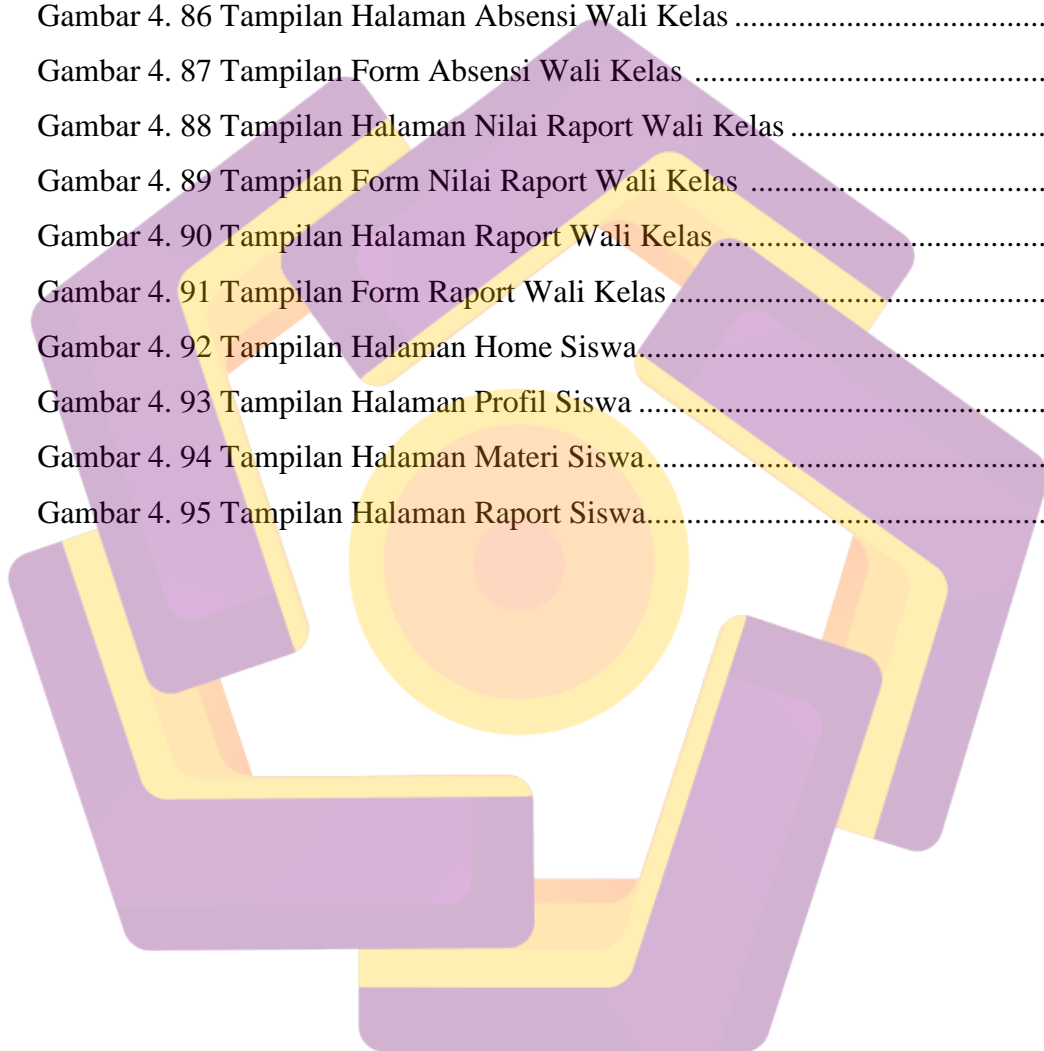 Gambar 4. 86 Tampilan Halaman Absensi Wali Kelas ..........................................
Gambar 4. 87 Tampilan Form Absensi Wali Kelas ...............................................
Gambar 4. 88 Tampilan Halaman Nilai Raport Wali Kelas ...................................
Gambar 4. 89 Tampilan Form Nilai Raport Wali Kelas ........................................
Gambar 4. 90 Tampilan Halaman Raport Wali Kelas ............................................
Gambar 4. 91 Tampilan Form Raport Wali Kelas ..................................................
Gambar 4. 92 Tampilan Halaman Home Siswa.......................................................
Gambar 4. 93 Tampilan Halaman Profil Siswa .......................................................
Gambar 4. 94 Tampilan Halaman Materi Siswa......................................................
Gambar 4. 95 Tampilan Halaman Raport Siswa......................................................